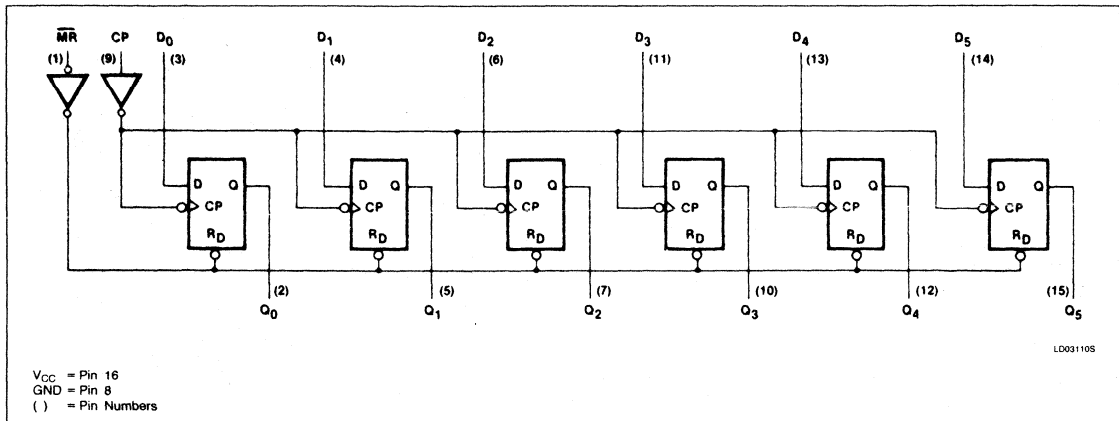 M̅R̅ CP D0 D1 D2 D3 D4 D5
(1) (9) (3) (4) (6) (11) (13) (14)
D Q D Q D Q D Q D Q D Q
CP CP CP CP CP CP
RD RD RD RD RD RD
(2) (5) (7) (10) (12) (15)
Q0 Q1 Q2 Q3 Q4 Q5
LD03110S
VCC = Pin 16
GND = Pin 8
( ) = Pin Numbers